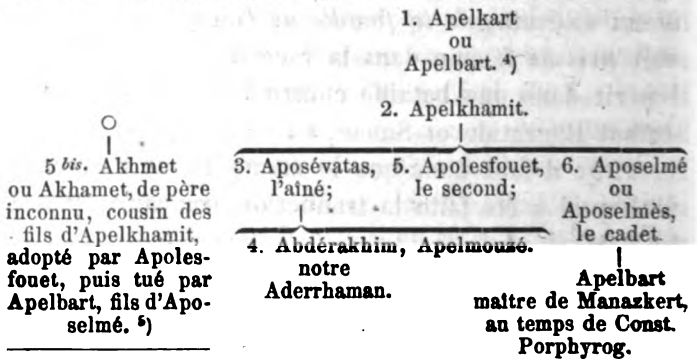 1. Apelkart
ou
Apelbart. 4)
2. Apelkhamit.
5 bis. Akhmet
ou Akhamet, de père
inconnu, cousin des
fils d'Apelkhamit,
adopté par Apoles-
fouet, puis tué par
Apelbart, fils d'Apo-
selmé. 5)
3. Aposévatas,
l'aîné;
5. Apolesfouet,
le second;
6. Aposelmé
ou
Aposelmès,
le cadet.
4. Abdérakhim, Apelmouzé.
notre
Aderrhaman.
Apelbart
maître de Manazkert,
au temps de Const.
Porphyrog.